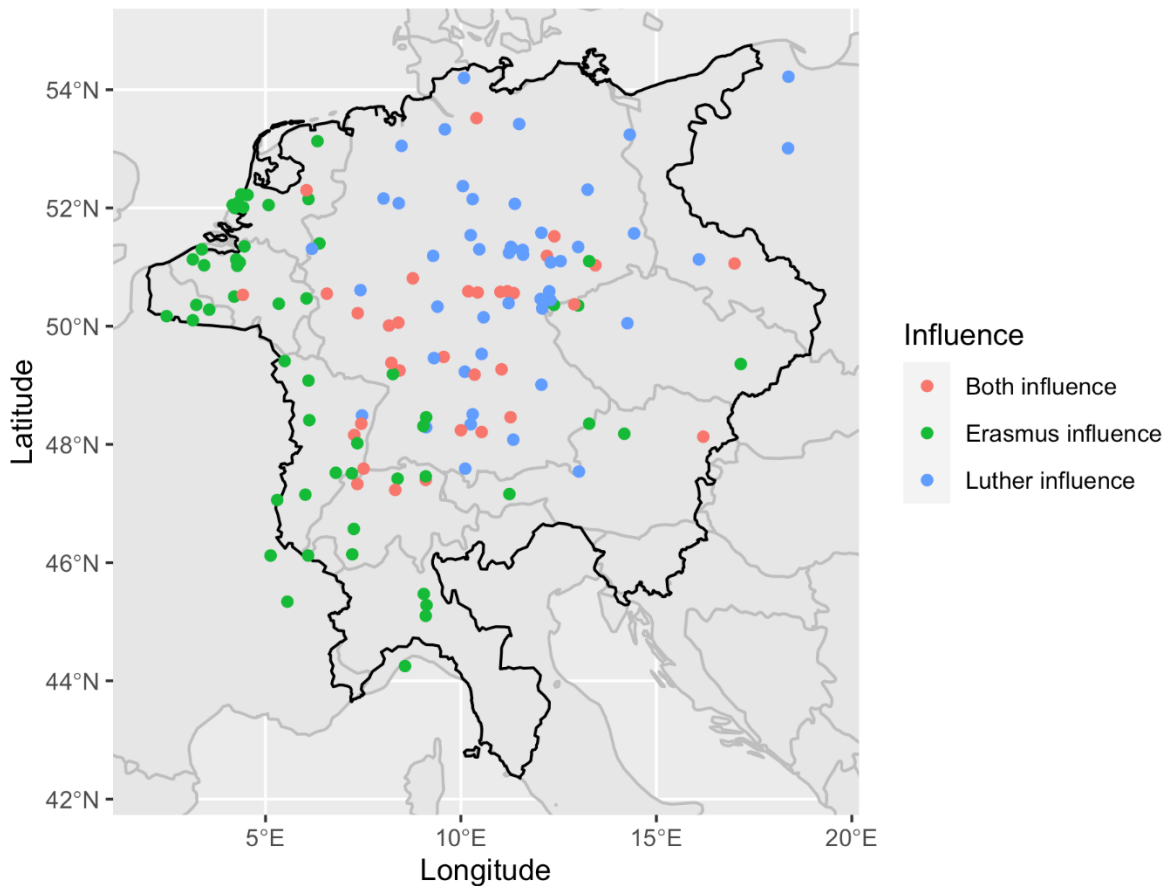 54°N
52°N
50°N
48°N
46°N
44°N
42°N
Latitude
5°E
10°E
15°E
20°E
Longitude
Influence
Both influence
Erasmus influence
Luther influence